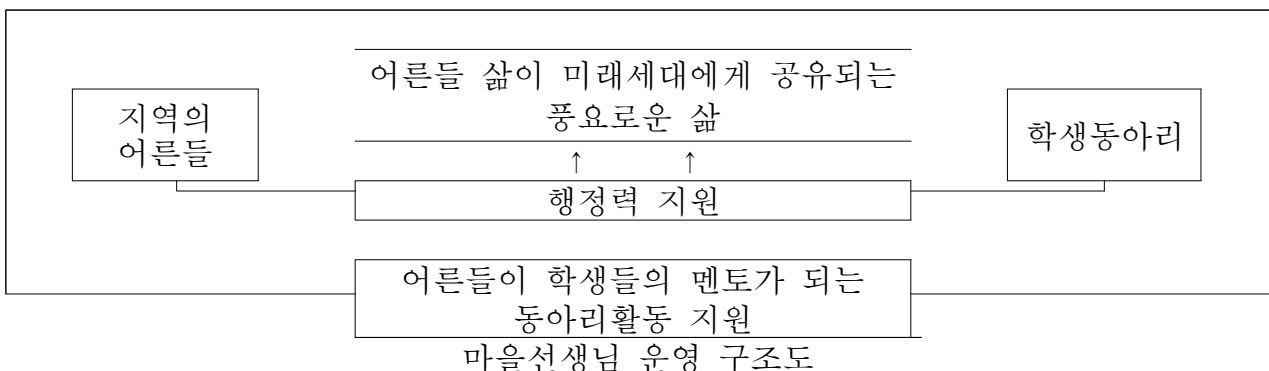 어른들 삶이 미래세대에게 공유되는
풍요로운 삶
지역의
어른들
학생동아리
↑ ↑
행정력 지원
어른들이 학생들의 멘토가 되는
동아리활동 지원
마을선생님 운영 구조도